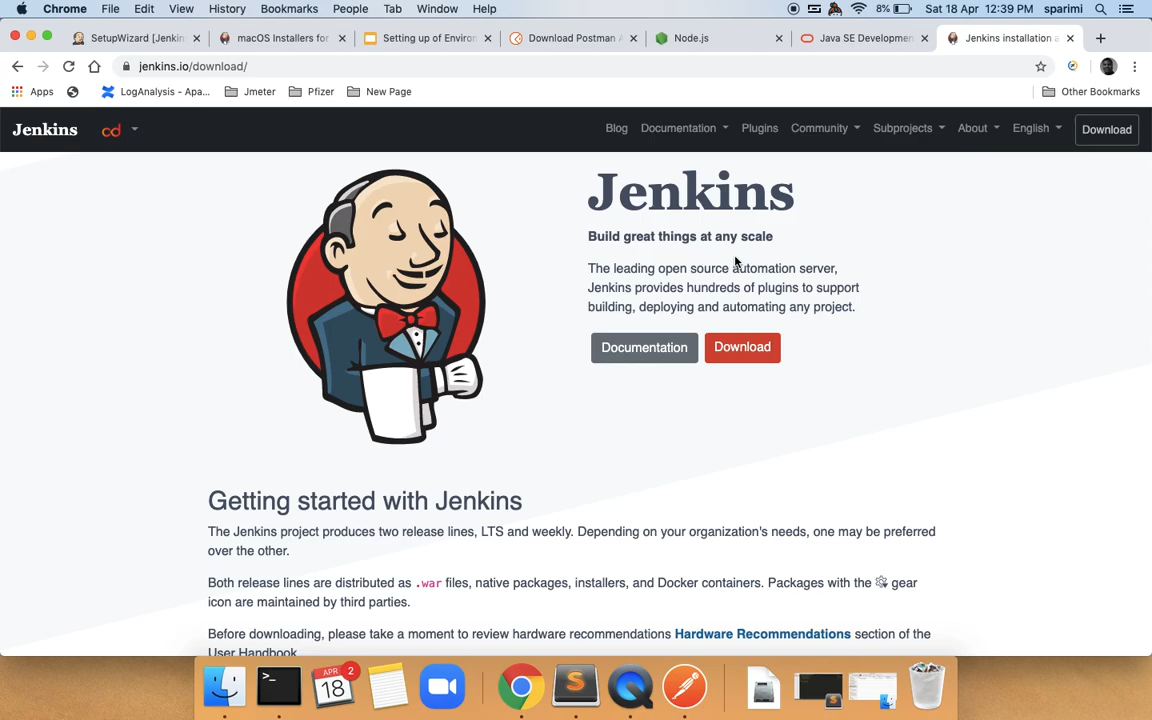 Chrome File Edit View History Bookmarks People Tab Window Help 8% Sat 18 Apr 12:39 PM sparimi
SetupWizard [Jenkin macOS Installers for Setting up of Environ Download Postman A Node.js Java SE Developmen Jenkins installation a
jenkins.io/download/
Apps LogAnalysis - Apa... Jmeter Pfizer New Page Other Bookmarks
Jenkins cd Blog Documentation Plugins Community Subprojects About English Download
Jenkins
Build great things at any scale
The leading open source automation server,
Jenkins provides hundreds of plugins to support
building, deploying and automating any project.
Documentation Download
Getting started with Jenkins
The Jenkins project produces two release lines, LTS and weekly. Depending on your organization's needs, one may be preferred
over the other.
Both release lines are distributed as .war files, native packages, installers, and Docker containers. Packages with the gear
icon are maintained by third parties.
Before downloading, please take a moment to review hardware recommendations Hardware Recommendations section of the
User Handbook
APR 2
18